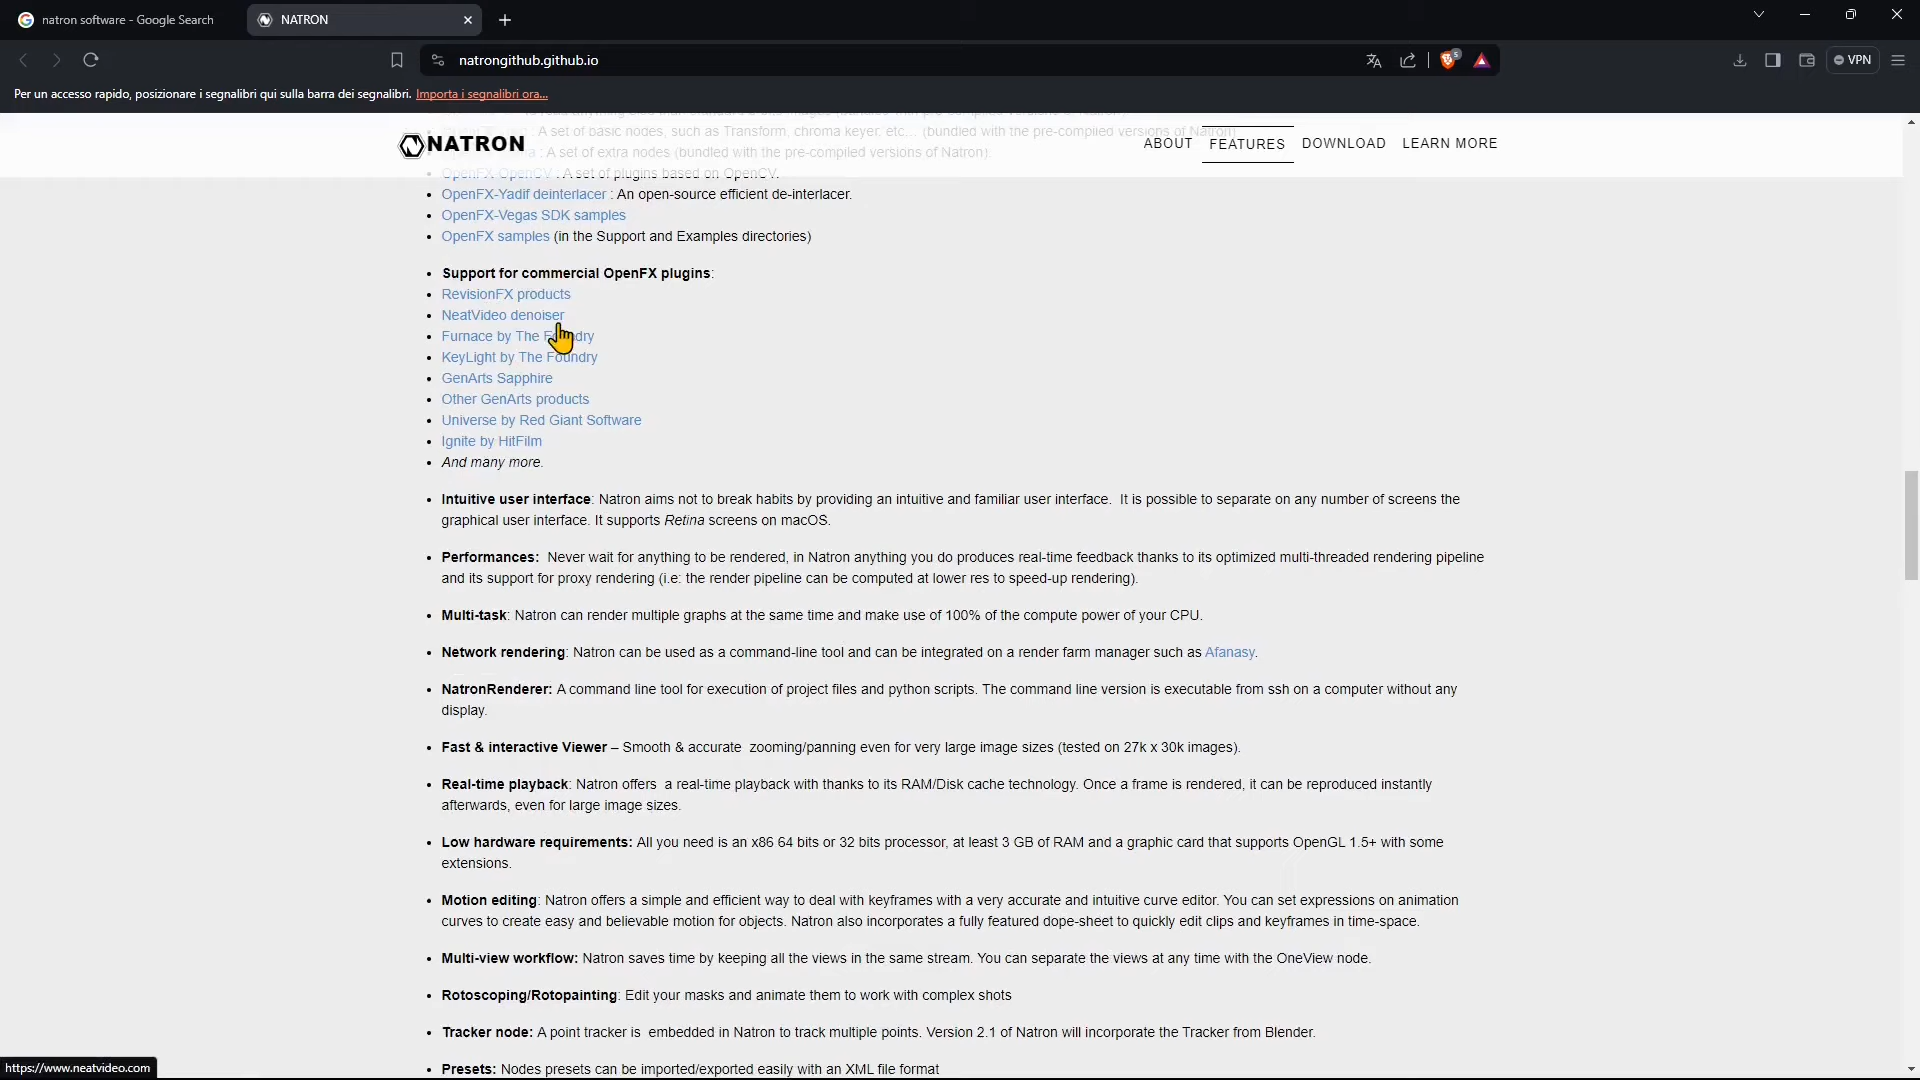 natron software - Google Search
NATRON
natrongithub.github.io
5
VPN
Per un accesso rapido, posizionare i segnalibri qui sulla barra dei segnalibri. Importa i segnalibri ora...
NATRON
ABOUT FEATURES DOWNLOAD LEARN MORE
: A set of basic nodes, such as Transform, chroma keyer, etc... (bundled with the pre-compiled versions of Natron)
: A set of extra nodes (bundled with the pre-compiled versions of Natron).
OpenFX-OpenCV : A set of plugins based on OpenCV.
• OpenFX-Yadif deinterlacer : An open-source efficient de-interlacer.
• OpenFX-Vegas SDK samples
• OpenFX samples (in the Support and Examples directories)
• Support for commercial OpenFX plugins:
• RevisionFX products
• NeatVideo denoiser
• Furnace by The Foundry
• KeyLight by The Foundry
• GenArts Sapphire
• Other GenArts products
• Universe by Red Giant Software
• Ignite by HitFilm
• And many more.
• Intuitive user interface: Natron aims not to break habits by providing an intuitive and familiar user interface. It is possible to separate on any number of screens the
graphical user interface. It supports Retina screens on macOS.
• Performances: Never wait for anything to be rendered, in Natron anything you do produces real-time feedback thanks to its optimized multi-threaded rendering pipeline
and its support for proxy rendering (i.e: the render pipeline can be computed at lower res to speed-up rendering).
• Multi-task: Natron can render multiple graphs at the same time and make use of 100% of the compute power of your CPU.
• Network rendering: Natron can be used as a command-line tool and can be integrated on a render farm manager such as Afanasy.
• NatronRenderer: A command line tool for execution of project files and python scripts. The command line version is executable from ssh on a computer without any
display.
• Fast & interactive Viewer – Smooth & accurate zooming/panning even for very large image sizes (tested on 27k x 30k images).
• Real-time playback: Natron offers a real-time playback with thanks to its RAM/Disk cache technology. Once a frame is rendered, it can be reproduced instantly
afterwards, even for large image sizes.
• Low hardware requirements: All you need is an x86 64 bits or 32 bits processor, at least 3 GB of RAM and a graphic card that supports OpenGL 1.5+ with some
extensions.
• Motion editing: Natron offers a simple and efficient way to deal with keyframes with a very accurate and intuitive curve editor. You can set expressions on animation
curves to create easy and believable motion for objects. Natron also incorporates a fully featured dope-sheet to quickly edit clips and keyframes in time-space.
• Multi-view workflow: Natron saves time by keeping all the views in the same stream. You can separate the views at any time with the OneView node.
• Rotoscoping/Rotopainting: Edit your masks and animate them to work with complex shots
• Tracker node: A point tracker is embedded in Natron to track multiple points. Version 2.1 of Natron will incorporate the Tracker from Blender.
• Presets: Nodes presets can be imported/exported easily with an XML file format
https://www.neatvideo.com